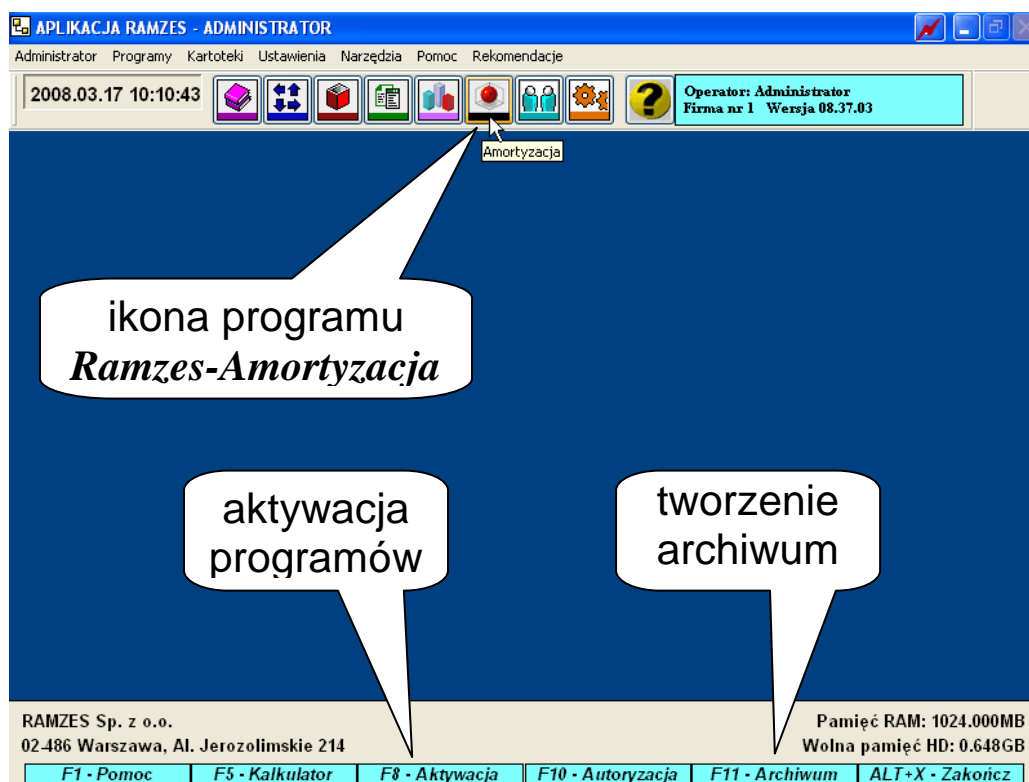 APLIKACJA RAMZES - ADMINISTRATOR
Administrator Programy Kartoteki Ustawienia Narzędzia Pomoc Rekomendacje
2008.03.17 10:10:43
Operator: Administrator
Firma nr 1 Wersja 08.37.03
Amortyzacja
ikona programu
Ramzes-Amortyzacja
aktywacja
programów
tworzenie
archiwum
RAMZES Sp. z o.o.
02-486 Warszawa, Al. Jerozolimskie 214
Pamięć RAM: 1024.000MB
Wolna pamięć HD: 0.648GB
F1 - Pomoc F5 - Kalkulator F8 - Aktywacja F10 - Autoryzacja F11 - Archiwum ALT+X - Zakończ